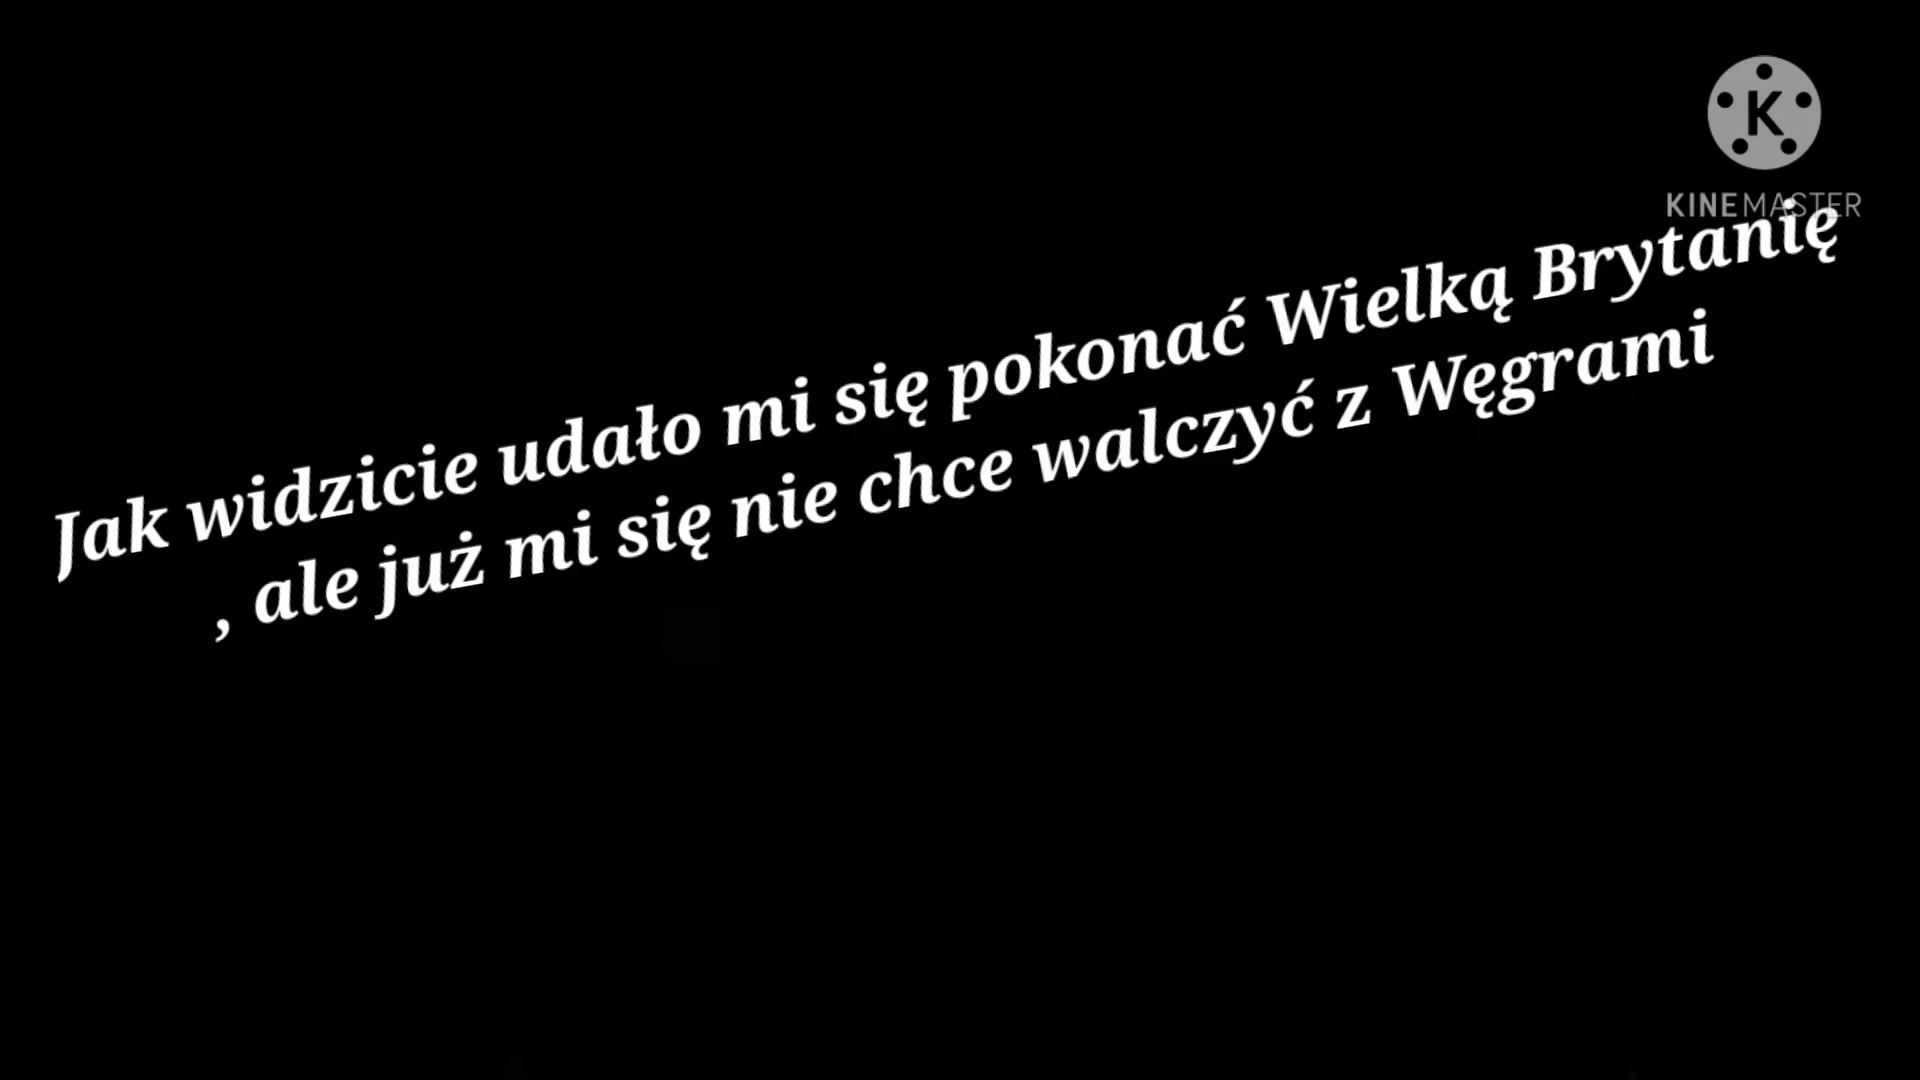 KINEMASTER
Jak widzicie udało mi się pokonać Wielką Brytanię
, ale już mi się nie chce walczyć z Węgrami